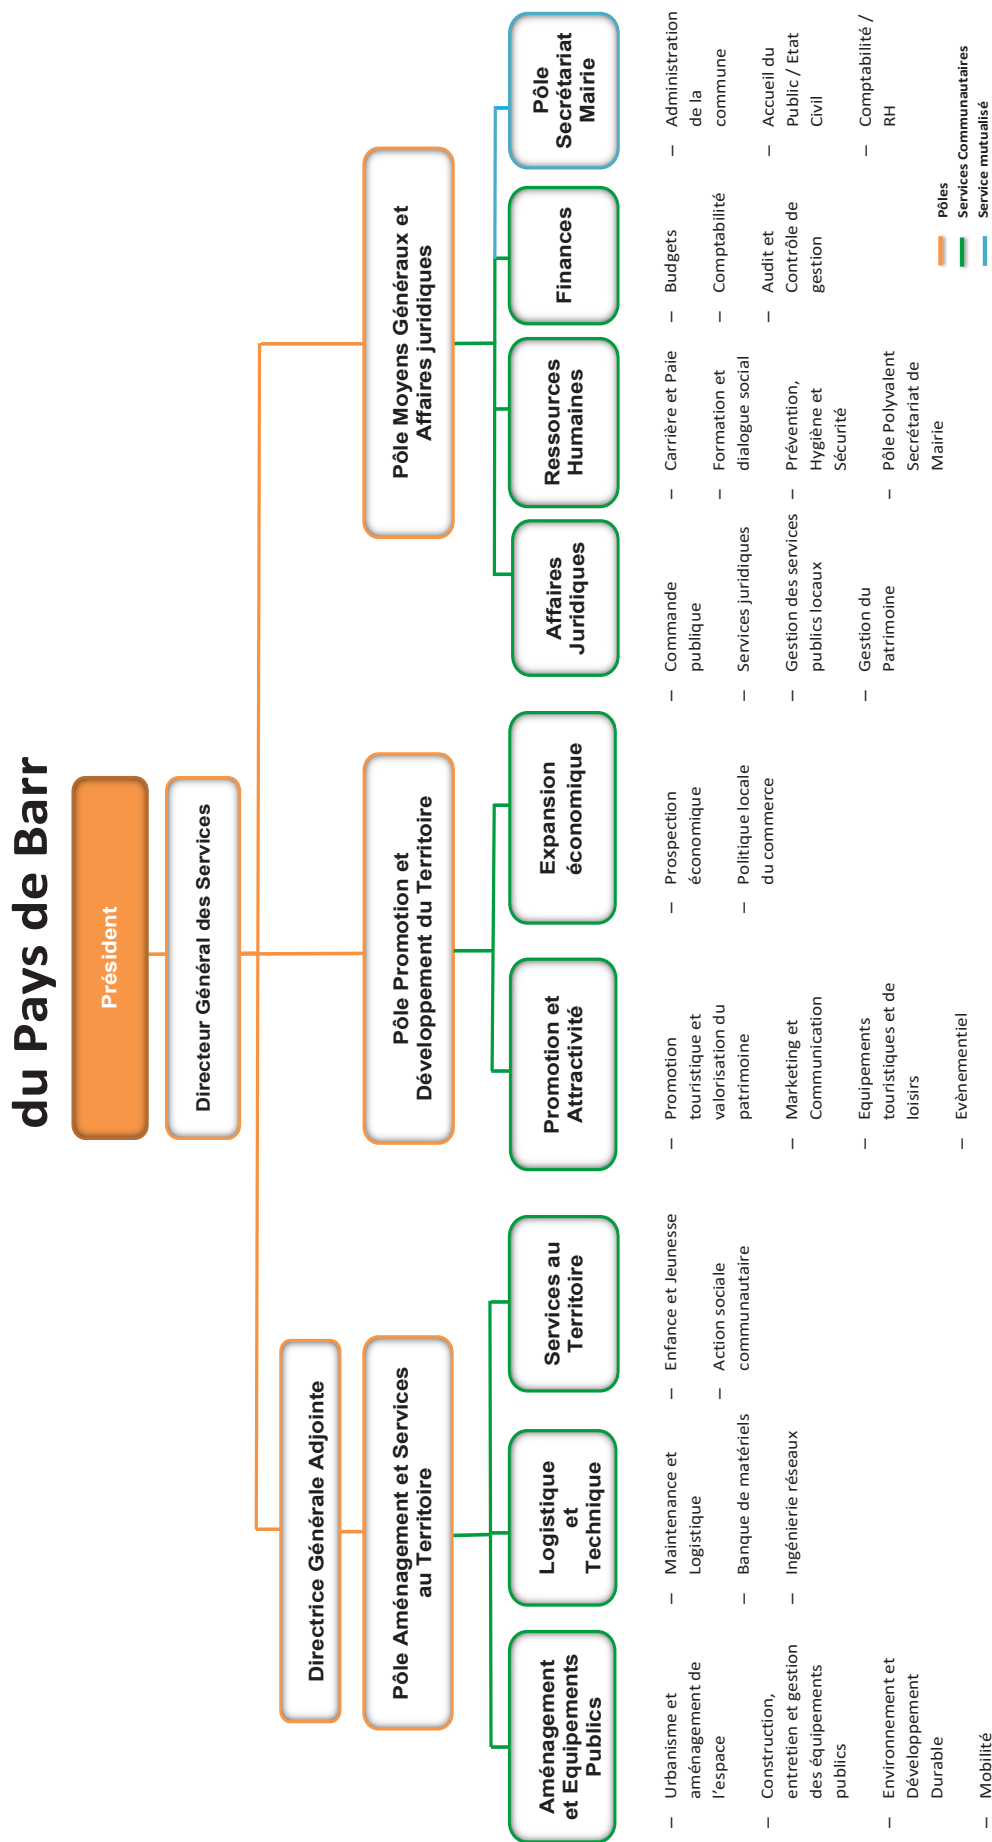 du Pays de Barr
Président
Directeur Général des Services
Directrice Générale Adjointe
Pôle Aménagement et Services
au Territoire
Pôle Promotion et
Développement du Territoire
Pôle Moyens Généraux et
Affaires juridiques
Aménagement
et Equipements
Publics
Logistique
et
Technique
Services au
Territoire
Promotion et
Attractivité
Expansion
économique
Affaires
Juridiques
Ressources
Humaines
Finances
Pôle
Secrétariat
Mairie
– Urbanisme et
aménagement de
l'espace
– Construction,
entretien et gestion
des équipements
publics
– Environnement et
Développement
Durable
– Mobilité
– Maintenance et
Logistique
– Banque de matériels
– Ingénierie réseaux
– Enfance et Jeunesse
– Action sociale
communautaire
– Promotion
touristique et
valorisation du
patrimoine
– Marketing et
Communication
– Equipements
touristiques et de
loisirs
– Evènementiel
– Prospection
économique
– Politique locale
du commerce
– Commande
publique
– Services juridiques
– Gestion des services
publics locaux
– Gestion du
Patrimoine
– Carrière et Paie
– Formation et
dialogue social
– Prévention,
Hygiène et
Sécurité
– Pôle Polyvalent
Secrétariat de
Mairie
– Budgets
– Comptabilité
– Audit et
Contrôle de
gestion
– Administration
de la
commune
– Accueil du
Public / Etat
Civil
– Comptabilité /
RH
Pôles
Services Communautaires
Service mutualisé